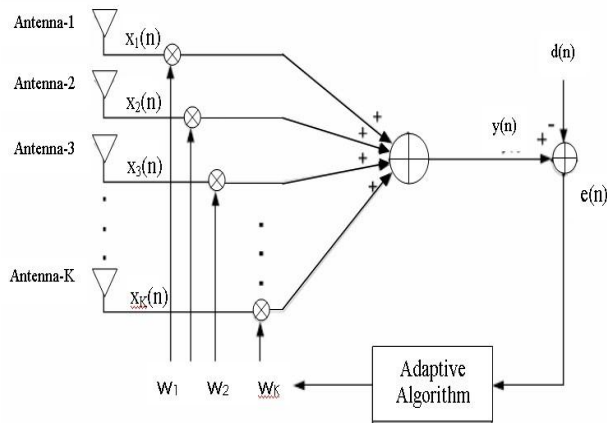 Antenna-1
x1(n)
d(n)
Antenna-2
x2(n)
+
+
y(n)
+
-
Antenna-3
x3(n)
+
+
e(n)
Antenna-K
xK(n)
W1
W2
WK
Adaptive
Algorithm